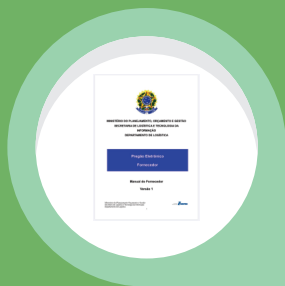 MINISTÉRIO DO PLANEJAMENTO, ORÇAMENTO E GESTÃO
SECRETARIA DE LOGÍSTICA E TECNOLOGIA DA
INFORMAÇÃO
DEPARTAMENTO DE LOGÍSTICA
Pregão Eletrônico
Fornecedor
Manual do Fornecedor
Versão 1